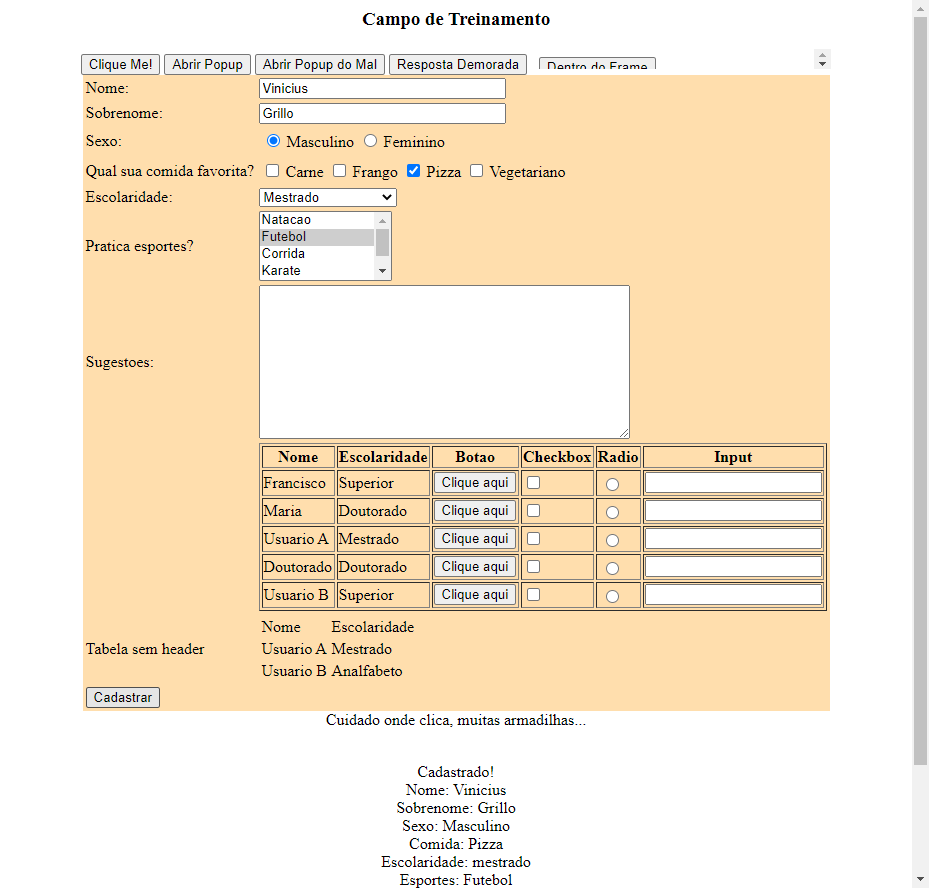 Campo de Treinamento
Clique Me! Abrir Popup Abrir Popup do Mal Resposta Demorada Dentro do Frame
Nome: Vinicius
Sobrenome: Grillo
Sexo: Masculino Feminino
Qual sua comida favorita? Carne Frango Pizza Vegetariano
Escolaridade: Mestrado
Natacao
Futebol
Pratica esportes?
Corrida
Karate
Sugestoes:
Nome Escolaridade Botao Checkbox Radio Input
Francisco Superior Clique aqui
Maria Doutorado Clique aqui
Usuario A Mestrado Clique aqui
Doutorado Doutorado Clique aqui
Usuario B Superior Clique aqui
Nome Escolaridade
Tabela sem header Usuario A Mestrado
Usuario B Analfabeto
Cadastrar
Cuidado onde clica, muitas armadilhas...
Cadastrado!
Nome: Vinicius
Sobrenome: Grillo
Sexo: Masculino
Comida: Pizza
Escolaridade: mestrado
Esportes: Futebol